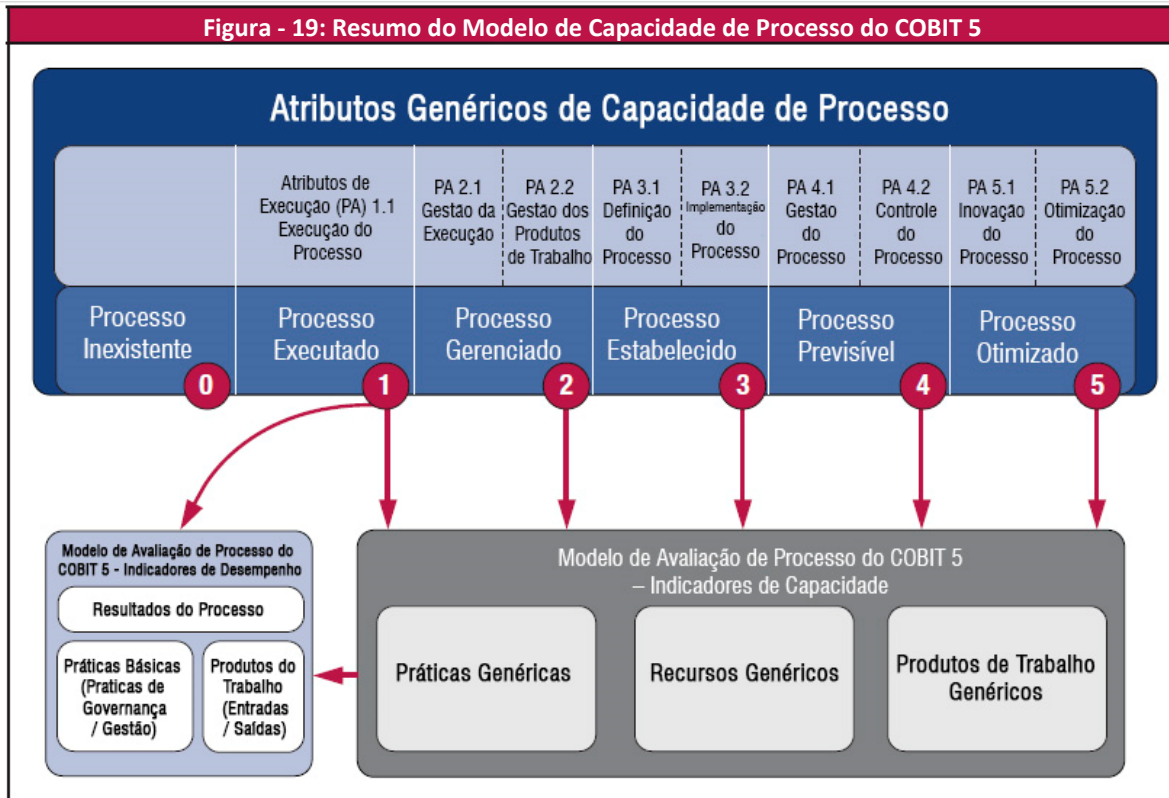 Figura - 19: Resumo do Modelo de Capacidade de Processo do COBIT 5
Atributos Genéricos de Capacidade de Processo
Atributos de
Execução (PA) 1.1
Execução do
Processo
PA 2.1
Gestão da
Execução
PA 2.2
Gestão dos
Produtos
de Trabalho
PA 3.1
Definição
do
Processo
PA 3.2
Implementação
do
Processo
PA 4.1
Gestão
do
Processo
PA 4.2
Controle
do
Processo
PA 5.1
Inovação
do
Processo
PA 5.2
Otimização
do
Processo
Processo
Inexistente
0
Processo
Executado
1
Processo
Gerenciado
2
Processo
Estabelecido
3
Processo
Previsível
4
Processo
Otimizado
5
Modelo de Avaliação de Processo do
COBIT 5 - Indicadores de Desempenho
Resultados do Processo
Práticas Básicas
(Praticas de
Governança
/ Gestão)
Produtos do
Trabalho
(Entradas
/ Saídas)
Modelo de Avaliação de Processo do COBIT 5
– Indicadores de Capacidade
Práticas Genéricas
Recursos Genéricos
Produtos de Trabalho
Genéricos